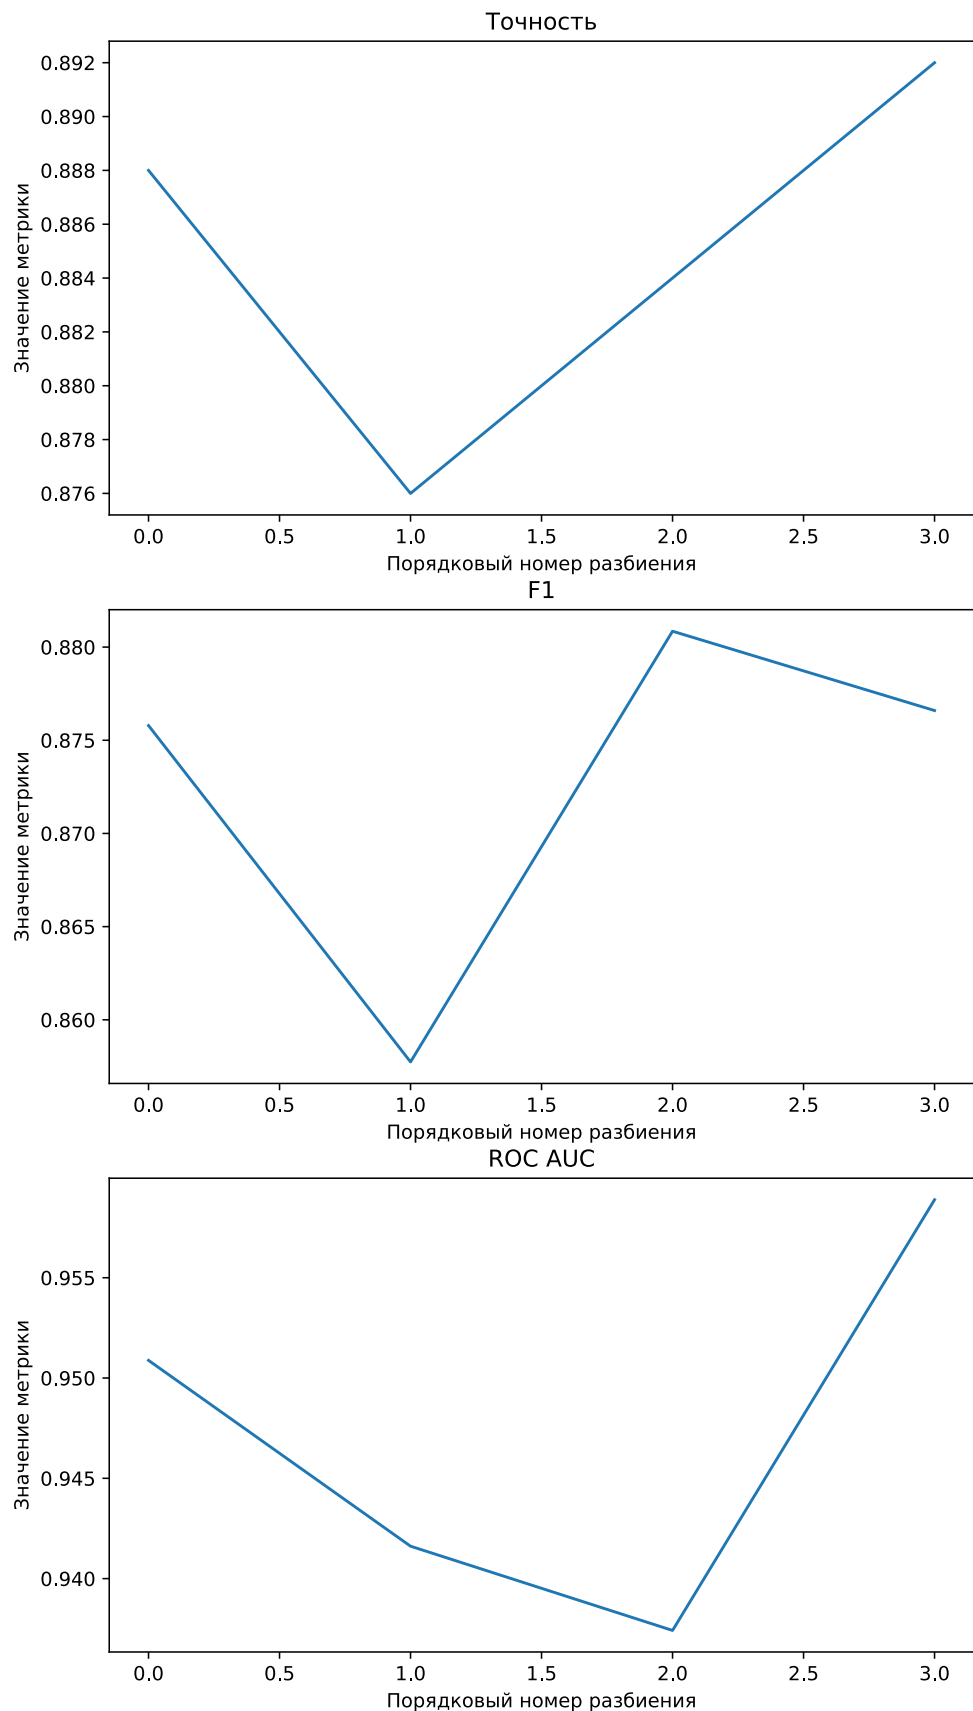 Точность
Значение метрики
0.892
0.890
0.888
0.886
0.884
0.882
0.880
0.878
0.876
0.0 0.5 1.0 1.5 2.0 2.5 3.0
Порядковый номер разбиения
F1
Значение метрики
0.880
0.875
0.870
0.865
0.860
0.0 0.5 1.0 1.5 2.0 2.5 3.0
Порядковый номер разбиения
ROC AUC
Значение метрики
0.955
0.950
0.945
0.940
0.0 0.5 1.0 1.5 2.0 2.5 3.0
Порядковый номер разбиения